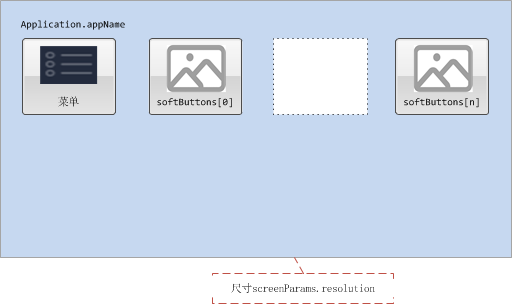 Application.appName
菜单
softButtons[0]
softButtons[n]
尺寸screenParams.resolution